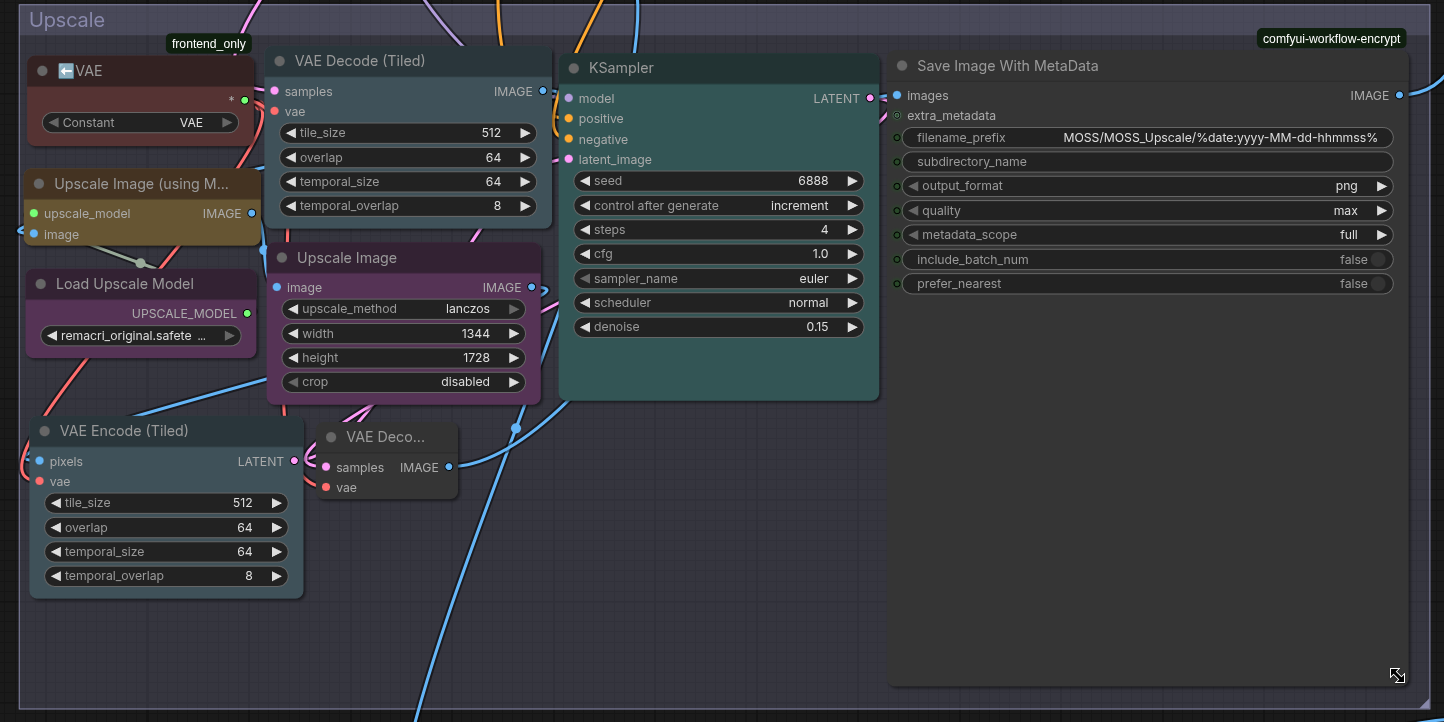 Upscale
frontend_only
⬅VAE
*
Constant VAE
Upscale Image (using M...
upscale_model IMAGE
image
Load Upscale Model
UPSCALE_MODEL
remacri_original.safete ...
VAE Encode (Tiled)
pixels LATENT
vae
tile_size 512
overlap 64
temporal_size 64
temporal_overlap 8
VAE Decode (Tiled)
samples IMAGE
vae
tile_size 512
overlap 64
temporal_size 64
temporal_overlap 8
Upscale Image
image IMAGE
upscale_method lanczos
width 1344
height 1728
crop disabled
VAE Deco...
samples IMAGE
vae
KSampler
model LATENT
positive
negative
latent_image
seed 6888
control after generate increment
steps 4
cfg 1.0
sampler_name euler
scheduler normal
denoise 0.15
comfyui-workflow-encrypt
Save Image With MetaData
images IMAGE
extra_metadata
filename_prefix MOSS/MOSS_Upscale/%date:yyyy-MM-dd-hhmmss%
subdirectory_name
output_format png
quality max
metadata_scope full
include_batch_num false
prefer_nearest false